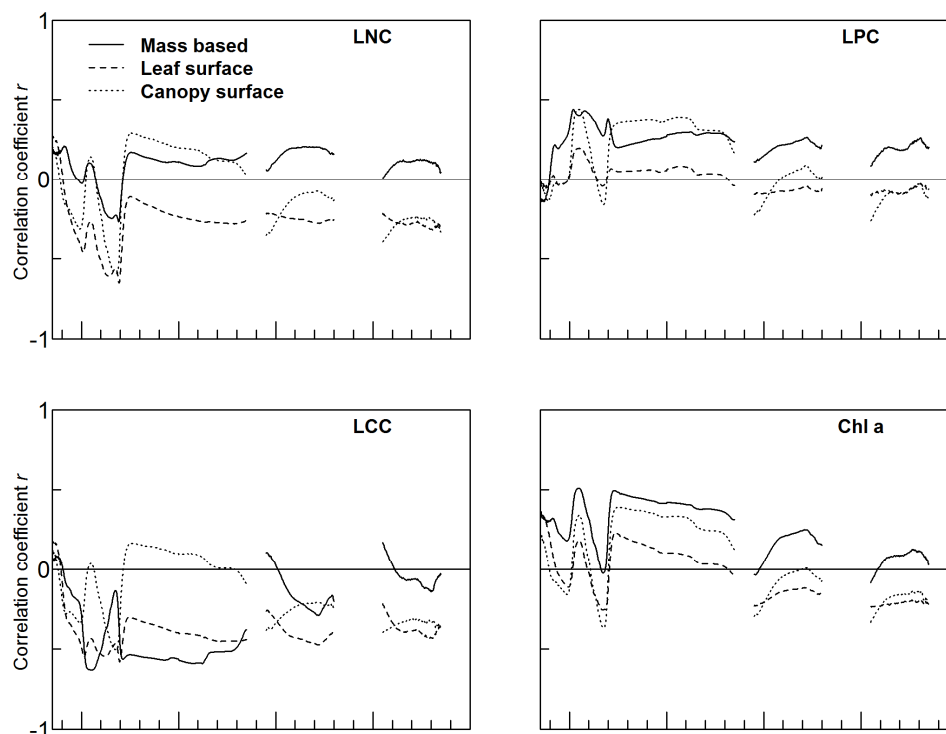 1
LNC
LPC
Mass based
Leaf surface
Canopy surface
Correlation coefficient r
0
-1
1
LCC
Chl a
Correlation coefficient r
0
-1